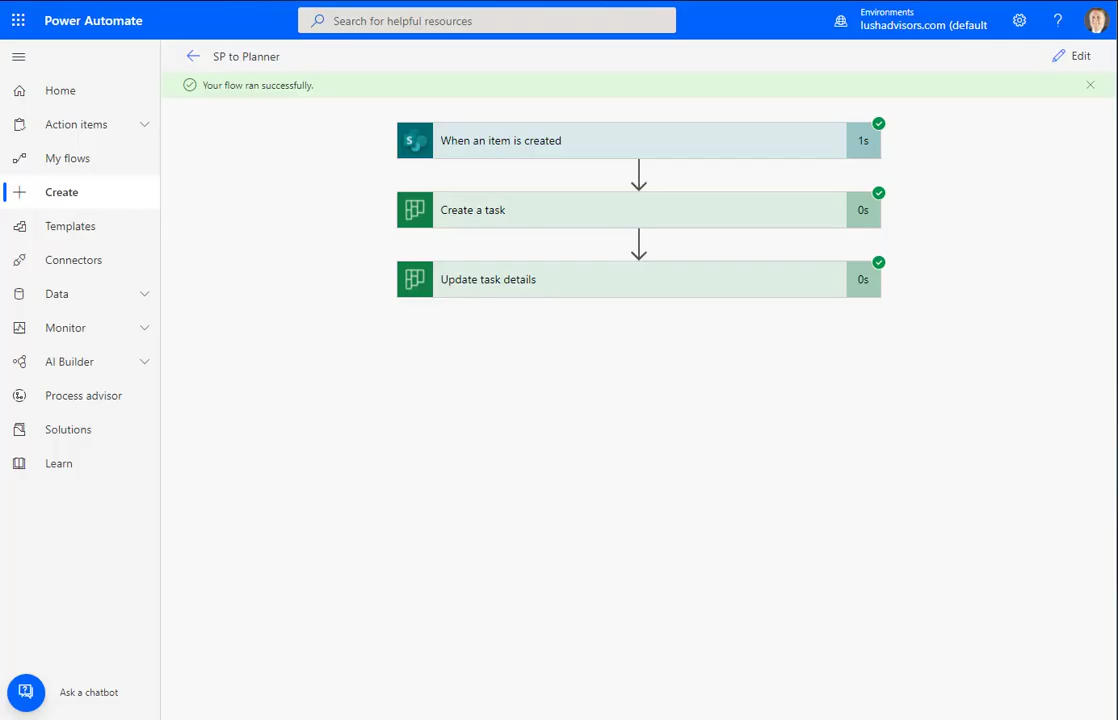 Power Automate
Search for helpful resources
Environments
lushadvisors.com (default
SP to Planner
Edit
Your flow ran successfully.
Home
Action items
My flows
Create
Templates
Connectors
Data
Monitor
AI Builder
Process advisor
Solutions
Learn
Ask a chatbot
S
When an item is created
1s
Create a task
0s
Update task details
0s